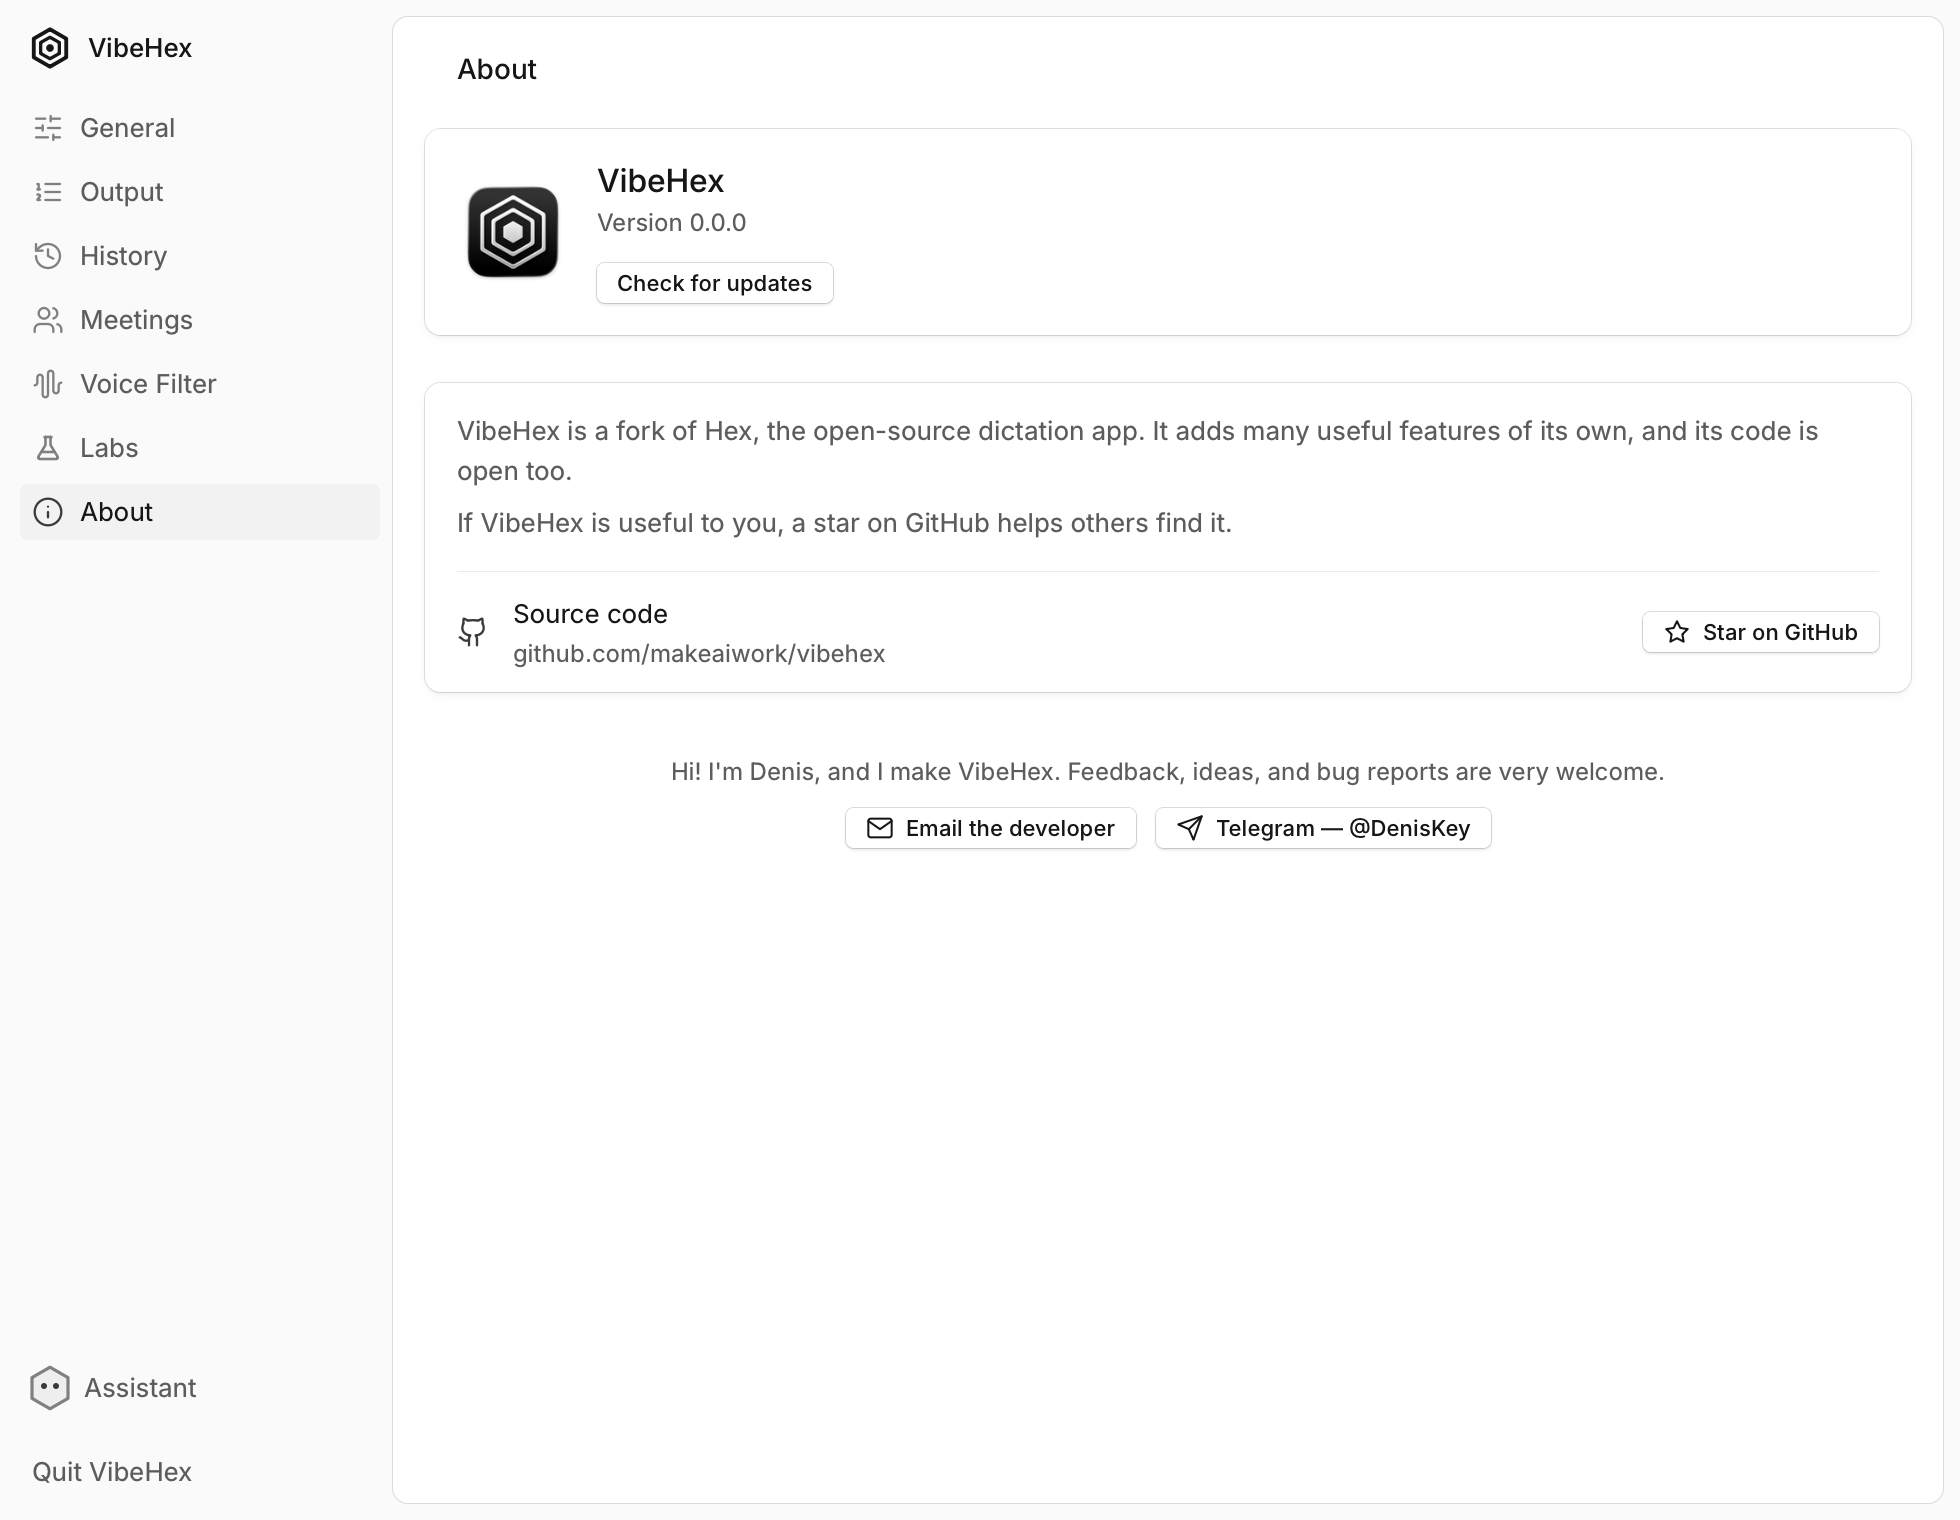 VibeHex
General
Output
History
Meetings
Voice Filter
Labs
About
Assistant
Quit VibeHex
About
VibeHex
Version 0.0.0
Check for updates
VibeHex is a fork of Hex, the open-source dictation app. It adds many useful features of its own, and its code is
open too.
If VibeHex is useful to you, a star on GitHub helps others find it.
Source code
github.com/makeaiwork/vibehex
Star on GitHub
Hi! I'm Denis, and I make VibeHex. Feedback, ideas, and bug reports are very welcome.
Email the developer
Telegram — @DenisKey